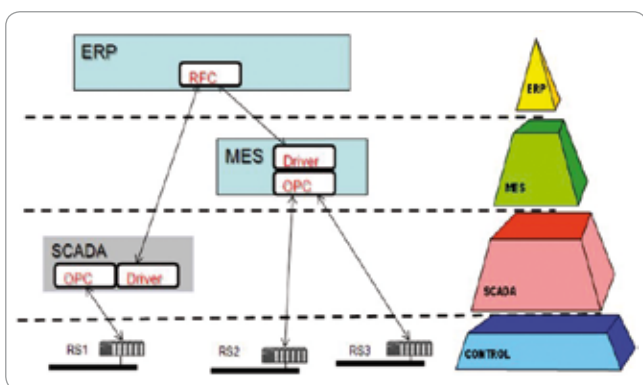 ERP
RFC
ERP
MES
Driver
OPC
MES
SCADA
OPC
Driver
SCADA
RS1
RS2
RS3
CONTROL